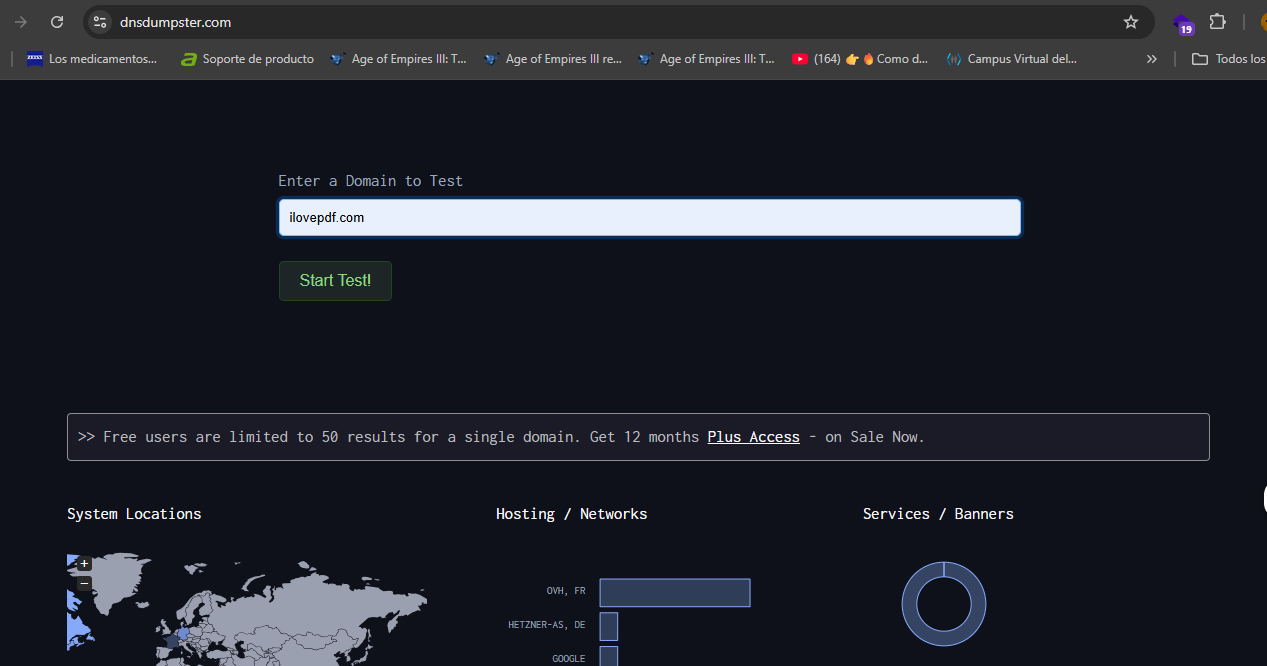 dnsdumpster.com
19
ZEISS Los medicamentos... Soporte de producto Age of Empires III: T... Age of Empires III re... Age of Empires III: T... (164) 👉🔥Como d... Campus Virtual del... » Todos los
Enter a Domain to Test
ilovepdf.com
Start Test!
>> Free users are limited to 50 results for a single domain. Get 12 months Plus Access - on Sale Now.
System Locations Hosting / Networks Services / Banners
+
−
OVH, FR
HETZNER-AS, DE
GOOGLE